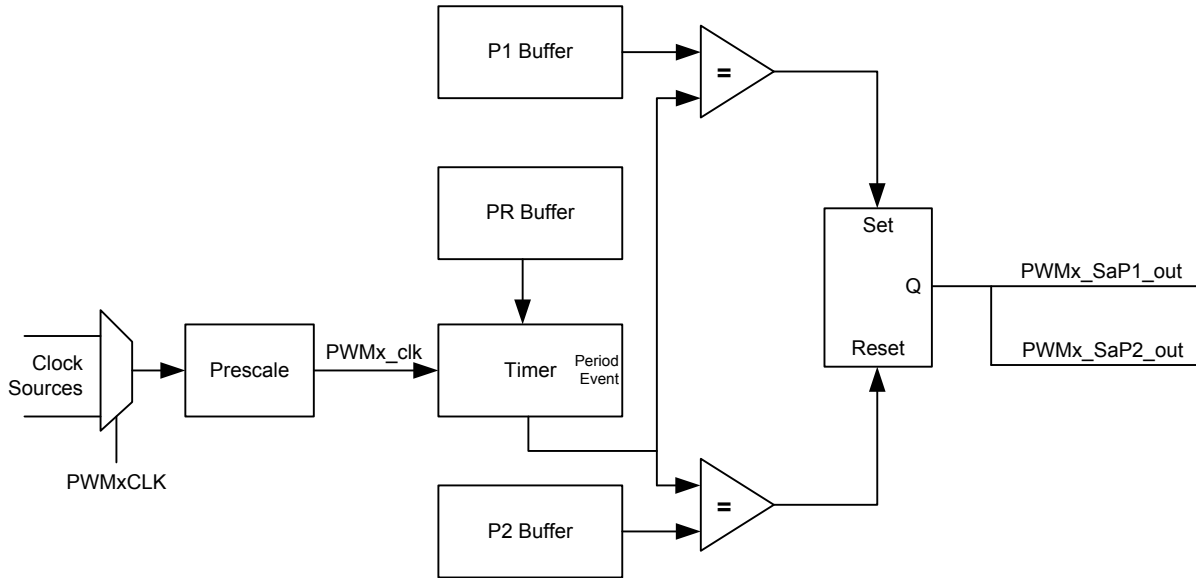 P1 Buffer
=
PR Buffer
Set
Q
Reset
PWMx_SaP1_out
PWMx_SaP2_out
Clock
Sources
Prescale
PWMx_clk
Timer
Period
Event
PWMxCLK
P2 Buffer
=